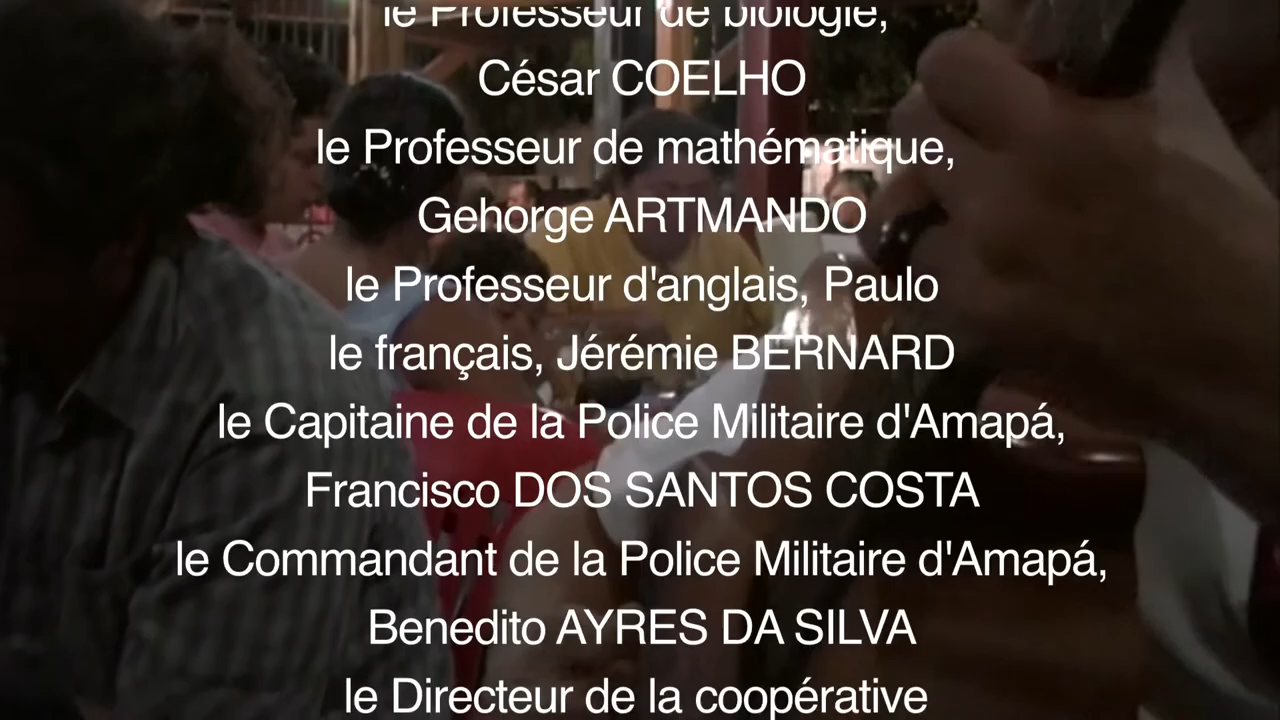 le Professeur de biologie,
César COELHO
le Professeur de mathématique,
Gehorge ARTMANDO
le Professeur d'anglais, Paulo
le français, Jérémie BERNARD
le Capitaine de la Police Militaire d'Amapá,
Francisco DOS SANTOS COSTA
le Commandant de la Police Militaire d'Amapá,
Benedito AYRES DA SILVA
le Directeur de la coopérative